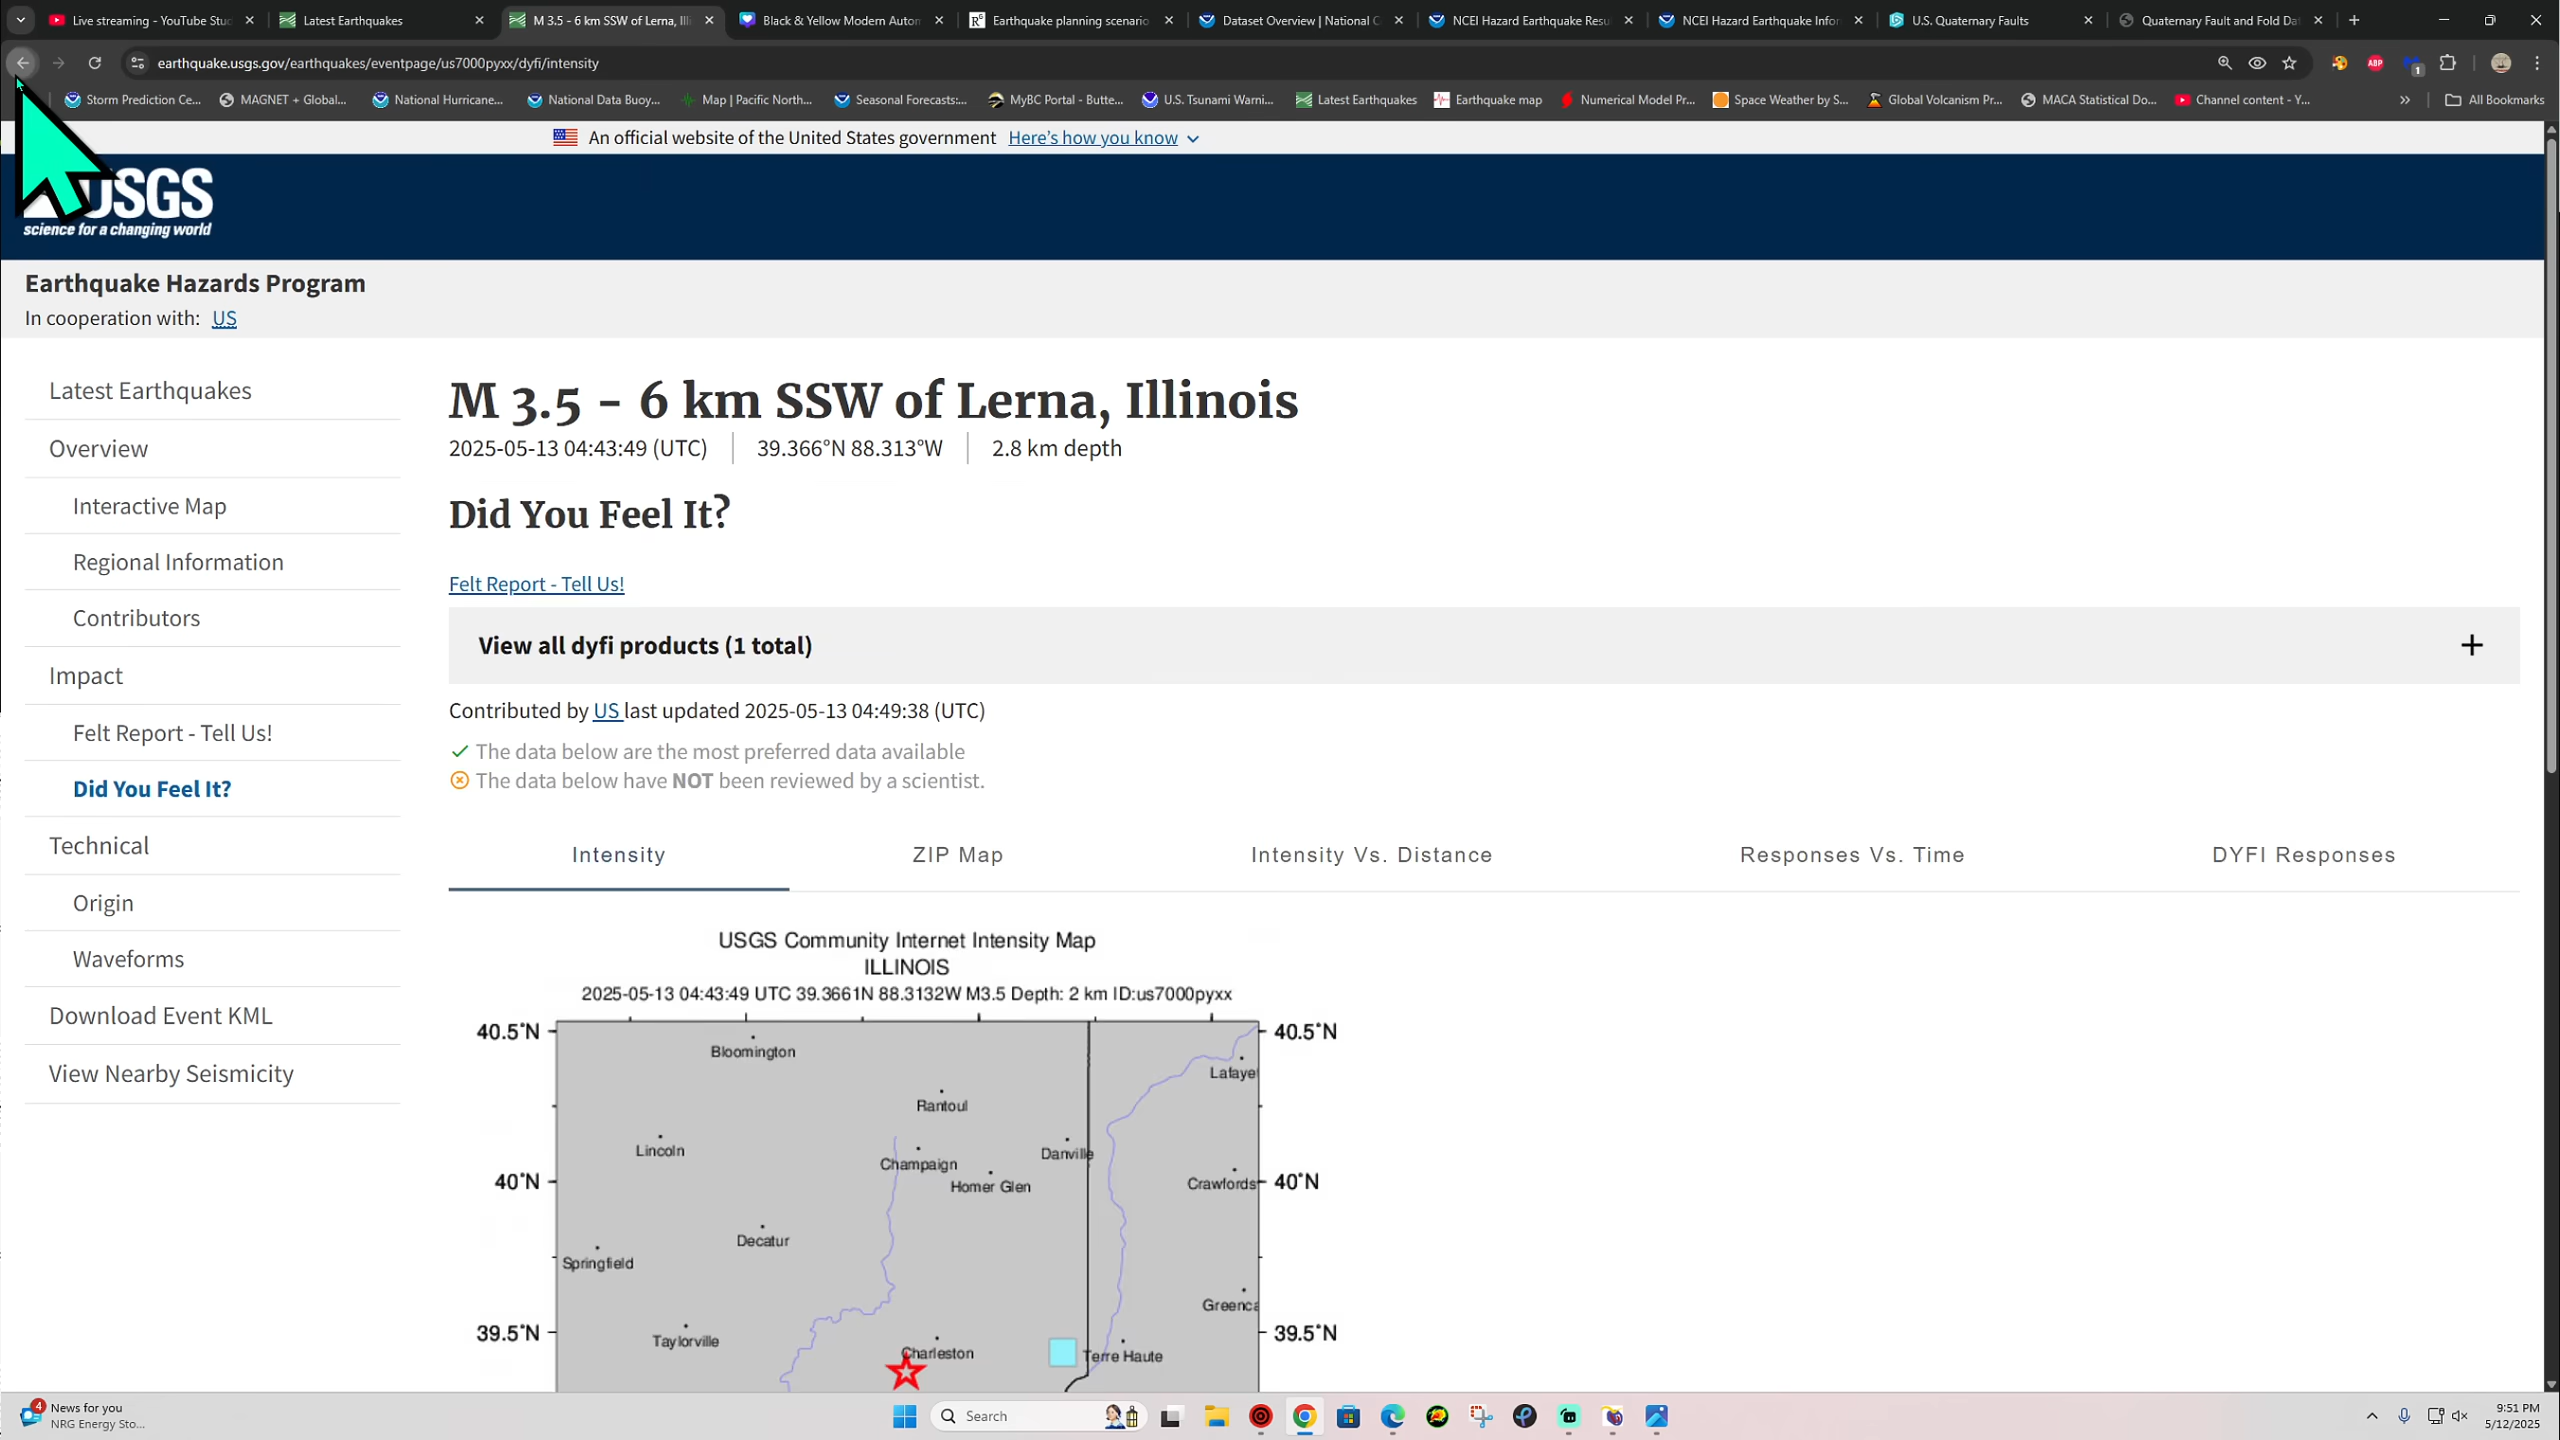 Live streaming - YouTube Stu
Latest Earthquakes
M 3.5 - 6 km SSW of Lerna, Illi
Black & Yellow Modern Autom
Earthquake planning scenario
Dataset Overview | National C
NCEI Hazard Earthquake Resu
NCEI Hazard Earthquake Infor
U.S. Quaternary Faults
Quaternary Fault and Fold Dat
earthquake.usgs.gov/earthquakes/eventpage/us7000pyxx/dyfi/intensity
ABP
1
Storm Prediction Ce...
MAGNET + Global...
National Hurricane...
National Data Buoy...
Map | Pacific North...
Seasonal Forecasts:...
MyBC Portal - Butte...
U.S. Tsunami Warni...
Latest Earthquakes
Earthquake map
Numerical Model Pr...
Space Weather by S...
Global Volcanism Pr...
MACA Statistical Do...
Channel content - Y...
All Bookmarks
An official website of the United States government Here's how you know
USGS
science for a changing world
Earthquake Hazards Program
In cooperation with: US
Latest Earthquakes
Overview
Interactive Map
Regional Information
Contributors
Impact
Felt Report - Tell Us!
Did You Feel It?
Technical
Origin
Waveforms
Download Event KML
View Nearby Seismicity
M 3.5 - 6 km SSW of Lerna, Illinois
2025-05-13 04:43:49 (UTC) 39.366°N 88.313°W 2.8 km depth
Did You Feel It?
Felt Report - Tell Us!
View all dyfi products (1 total)
Contributed by US last updated 2025-05-13 04:49:38 (UTC)
The data below are the most preferred data available
The data below have NOT been reviewed by a scientist.
Intensity ZIP Map Intensity Vs. Distance Responses Vs. Time DYFI Responses
USGS Community Internet Intensity Map
ILLINOIS
2025-05-13 04:43:49 UTC 39.3661N 88.3132W M3.5 Depth: 2 km ID:us7000pyxx
40.5°N 40.5°N
Bloomington
Lafaye
Rantoul
Lincoln
Danville
Champaign
Homer Glen
40°N Crawfords 40°N
Decatur
Springfield
Greenca
39.5°N 39.5°N
Taylorville
Charleston
Terre Haute
4
News for you
NRG Energy Sto...
Search
9:51 PM
5/12/2025